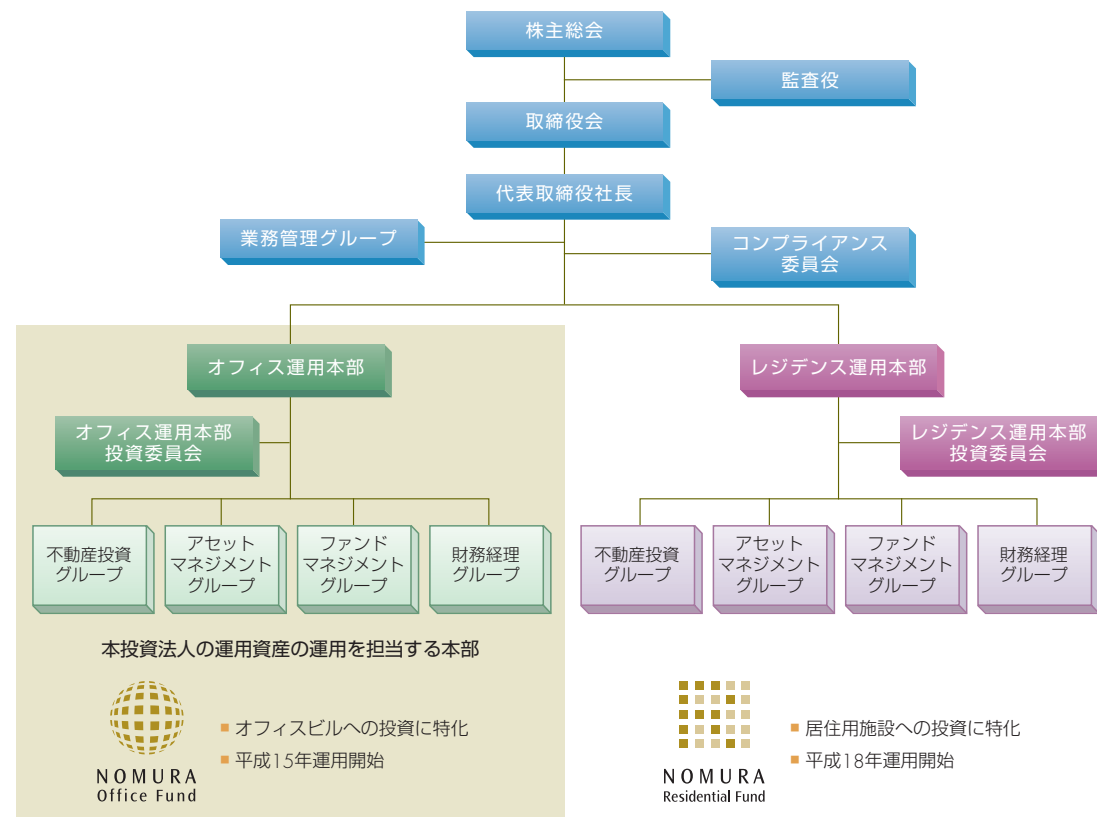 株主総会
監査役
取締役会
代表取締役社長
業務管理グループ
コンプライアンス
委員会
オフィス運用本部
レジデンス運用本部
オフィス運用本部
投資委員会
レジデンス運用本部
投資委員会
不動産投資
グループ
アセット
マネジメント
グループ
ファンド
マネジメント
グループ
財務経理
グループ
不動産投資
グループ
アセット
マネジメント
グループ
ファンド
マネジメント
グループ
財務経理
グループ
本投資法人の運用資産の運用を担当する本部
NOMURA
Office Fund
オフィスビルへの投資に特化
平成15年運用開始
NOMURA
Residential Fund
居住用施設への投資に特化
平成18年運用開始